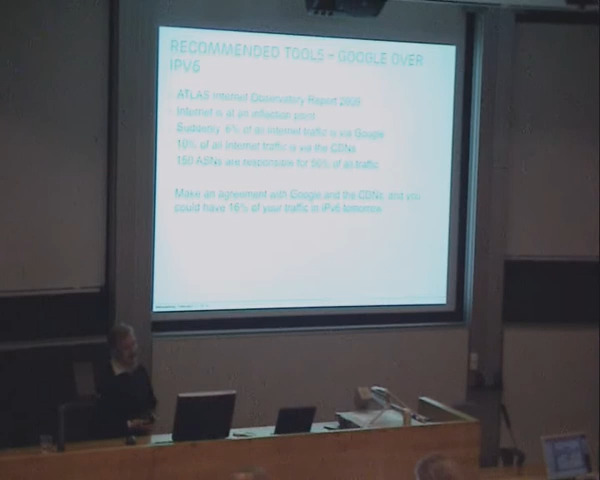 RECOMMENDED TOOLS - GOOGLE OVER
IPV6
ATLAS Internet Observatory Report 2009
Internet is at an inflection point
Suddenly, 6% of all Internet traffic is via Google
10% of all Internet traffic is via the CDNs
150 ASNs are responsible for 50% of all traffic
Make an agreement with Google and the CDNs, and you
could have 16% of your traffic in IPv6 tomorrow